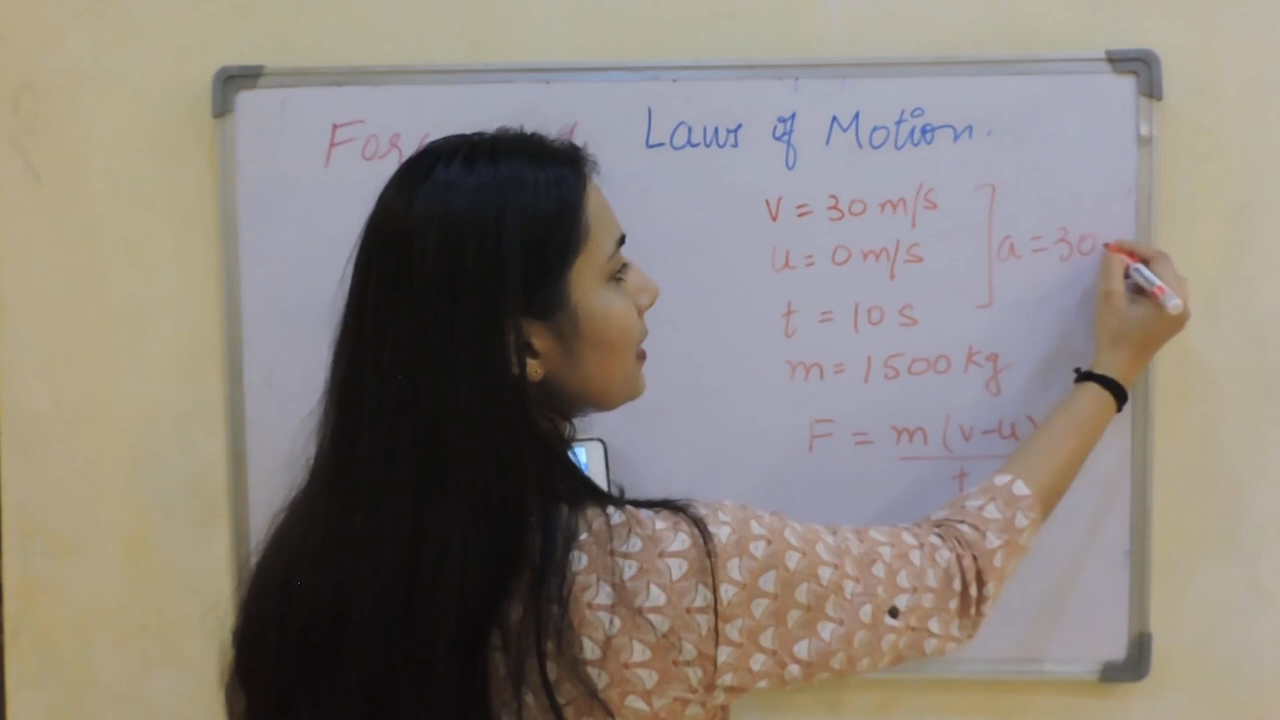 Laws of Motion.
v = 30 m/s
u = 0 m/s
a = 30
t = 10 s
m = 1500 kg
F = m (v-u)
t